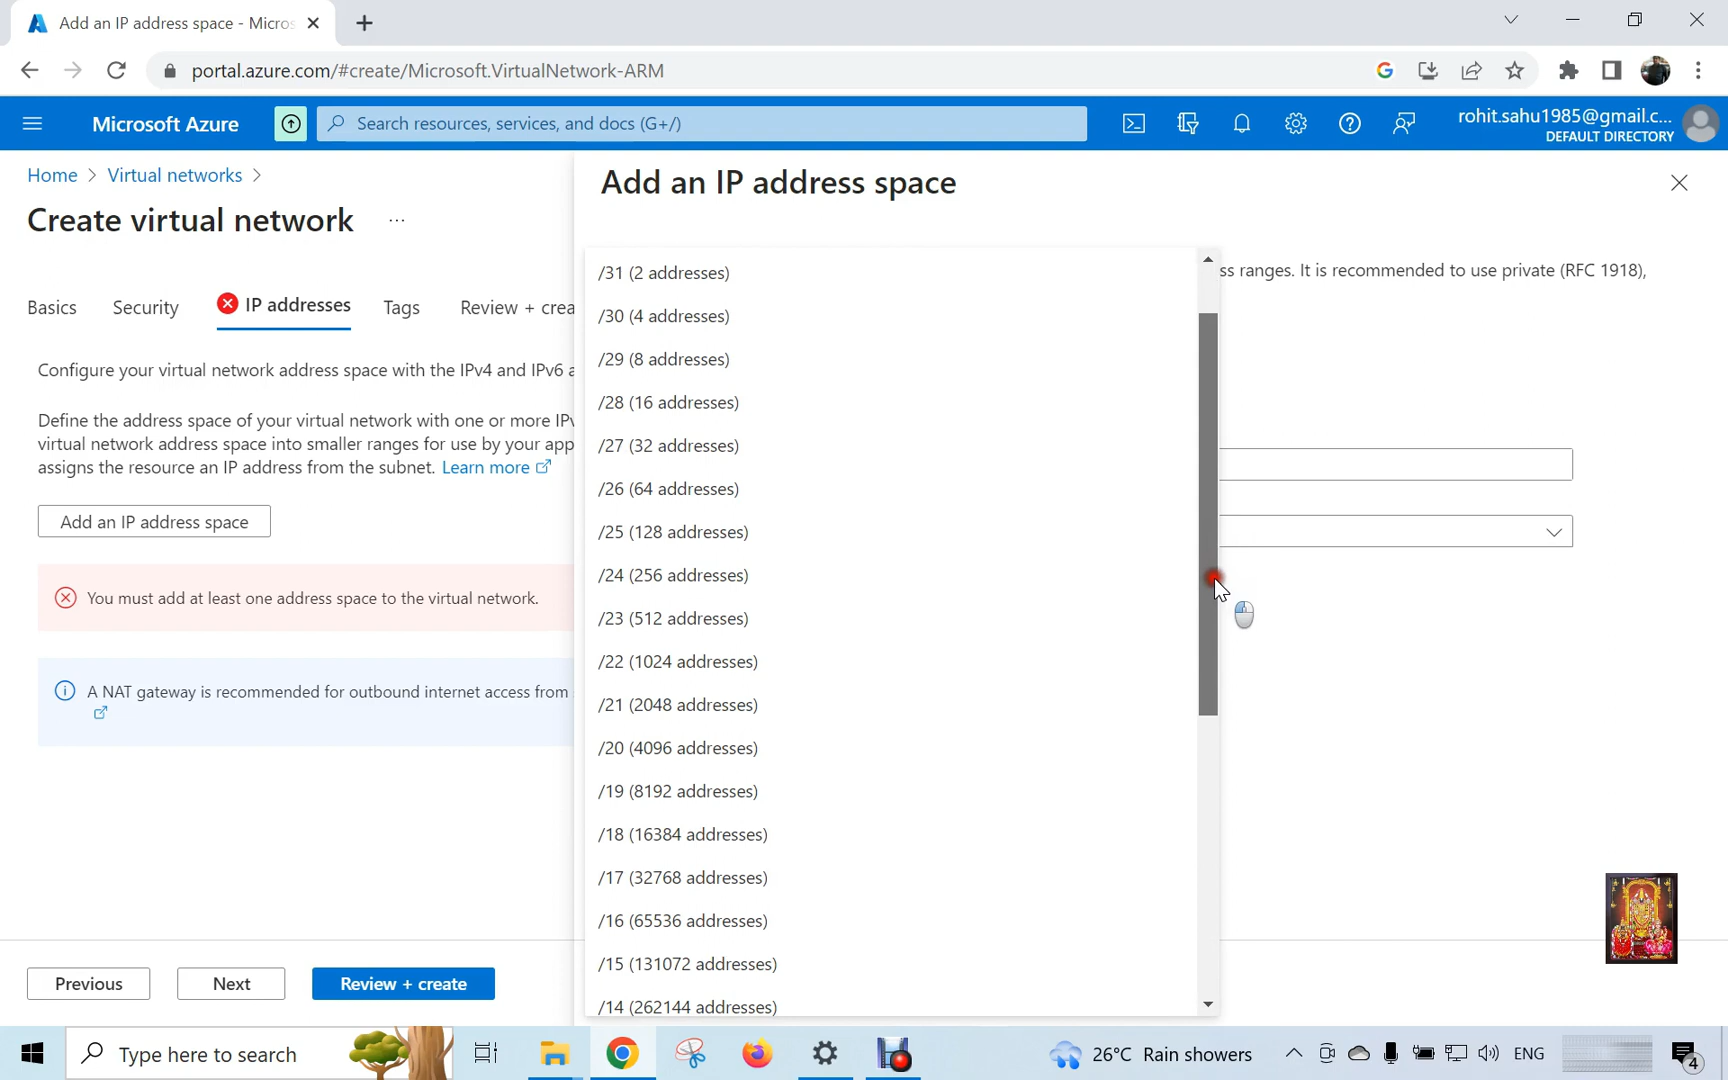 Add an IP address space - Micros
portal.azure.com/#create/Microsoft.VirtualNetwork-ARM
Microsoft Azure
Search resources, services, and docs (G+/)
rohit.sahu1985@gmail.c...
DEFAULT DIRECTORY
Home > Virtual networks >
Create virtual network ...
Basics
Security
IP addresses
Tags
Review + crea
Configure your virtual network address space with the IPv4 and IPv6 a
Define the address space of your virtual network with one or more IPv
virtual network address space into smaller ranges for use by your app
assigns the resource an IP address from the subnet. Learn more
Add an IP address space
You must add at least one address space to the virtual network.
A NAT gateway is recommended for outbound internet access from
Previous
Next
Review + create
Add an IP address space
ss ranges. It is recommended to use private (RFC 1918),
/31 (2 addresses)
/30 (4 addresses)
/29 (8 addresses)
/28 (16 addresses)
/27 (32 addresses)
/26 (64 addresses)
/25 (128 addresses)
/24 (256 addresses)
/23 (512 addresses)
/22 (1024 addresses)
/21 (2048 addresses)
/20 (4096 addresses)
/19 (8192 addresses)
/18 (16384 addresses)
/17 (32768 addresses)
/16 (65536 addresses)
/15 (131072 addresses)
/14 (262144 addresses)
Type here to search
26°C Rain showers
ENG
4